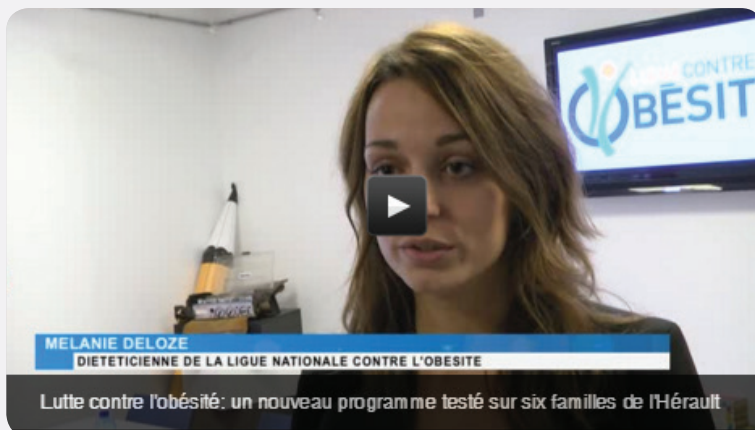 CONTRE
OBÉSIT
MELANIE DELOZE
DIETETICIENNE DE LA LIGUE NATIONALE CONTRE L'OBESITE
Lutte contre l'obésité: un nouveau programme testé sur six familles de l'Hérault